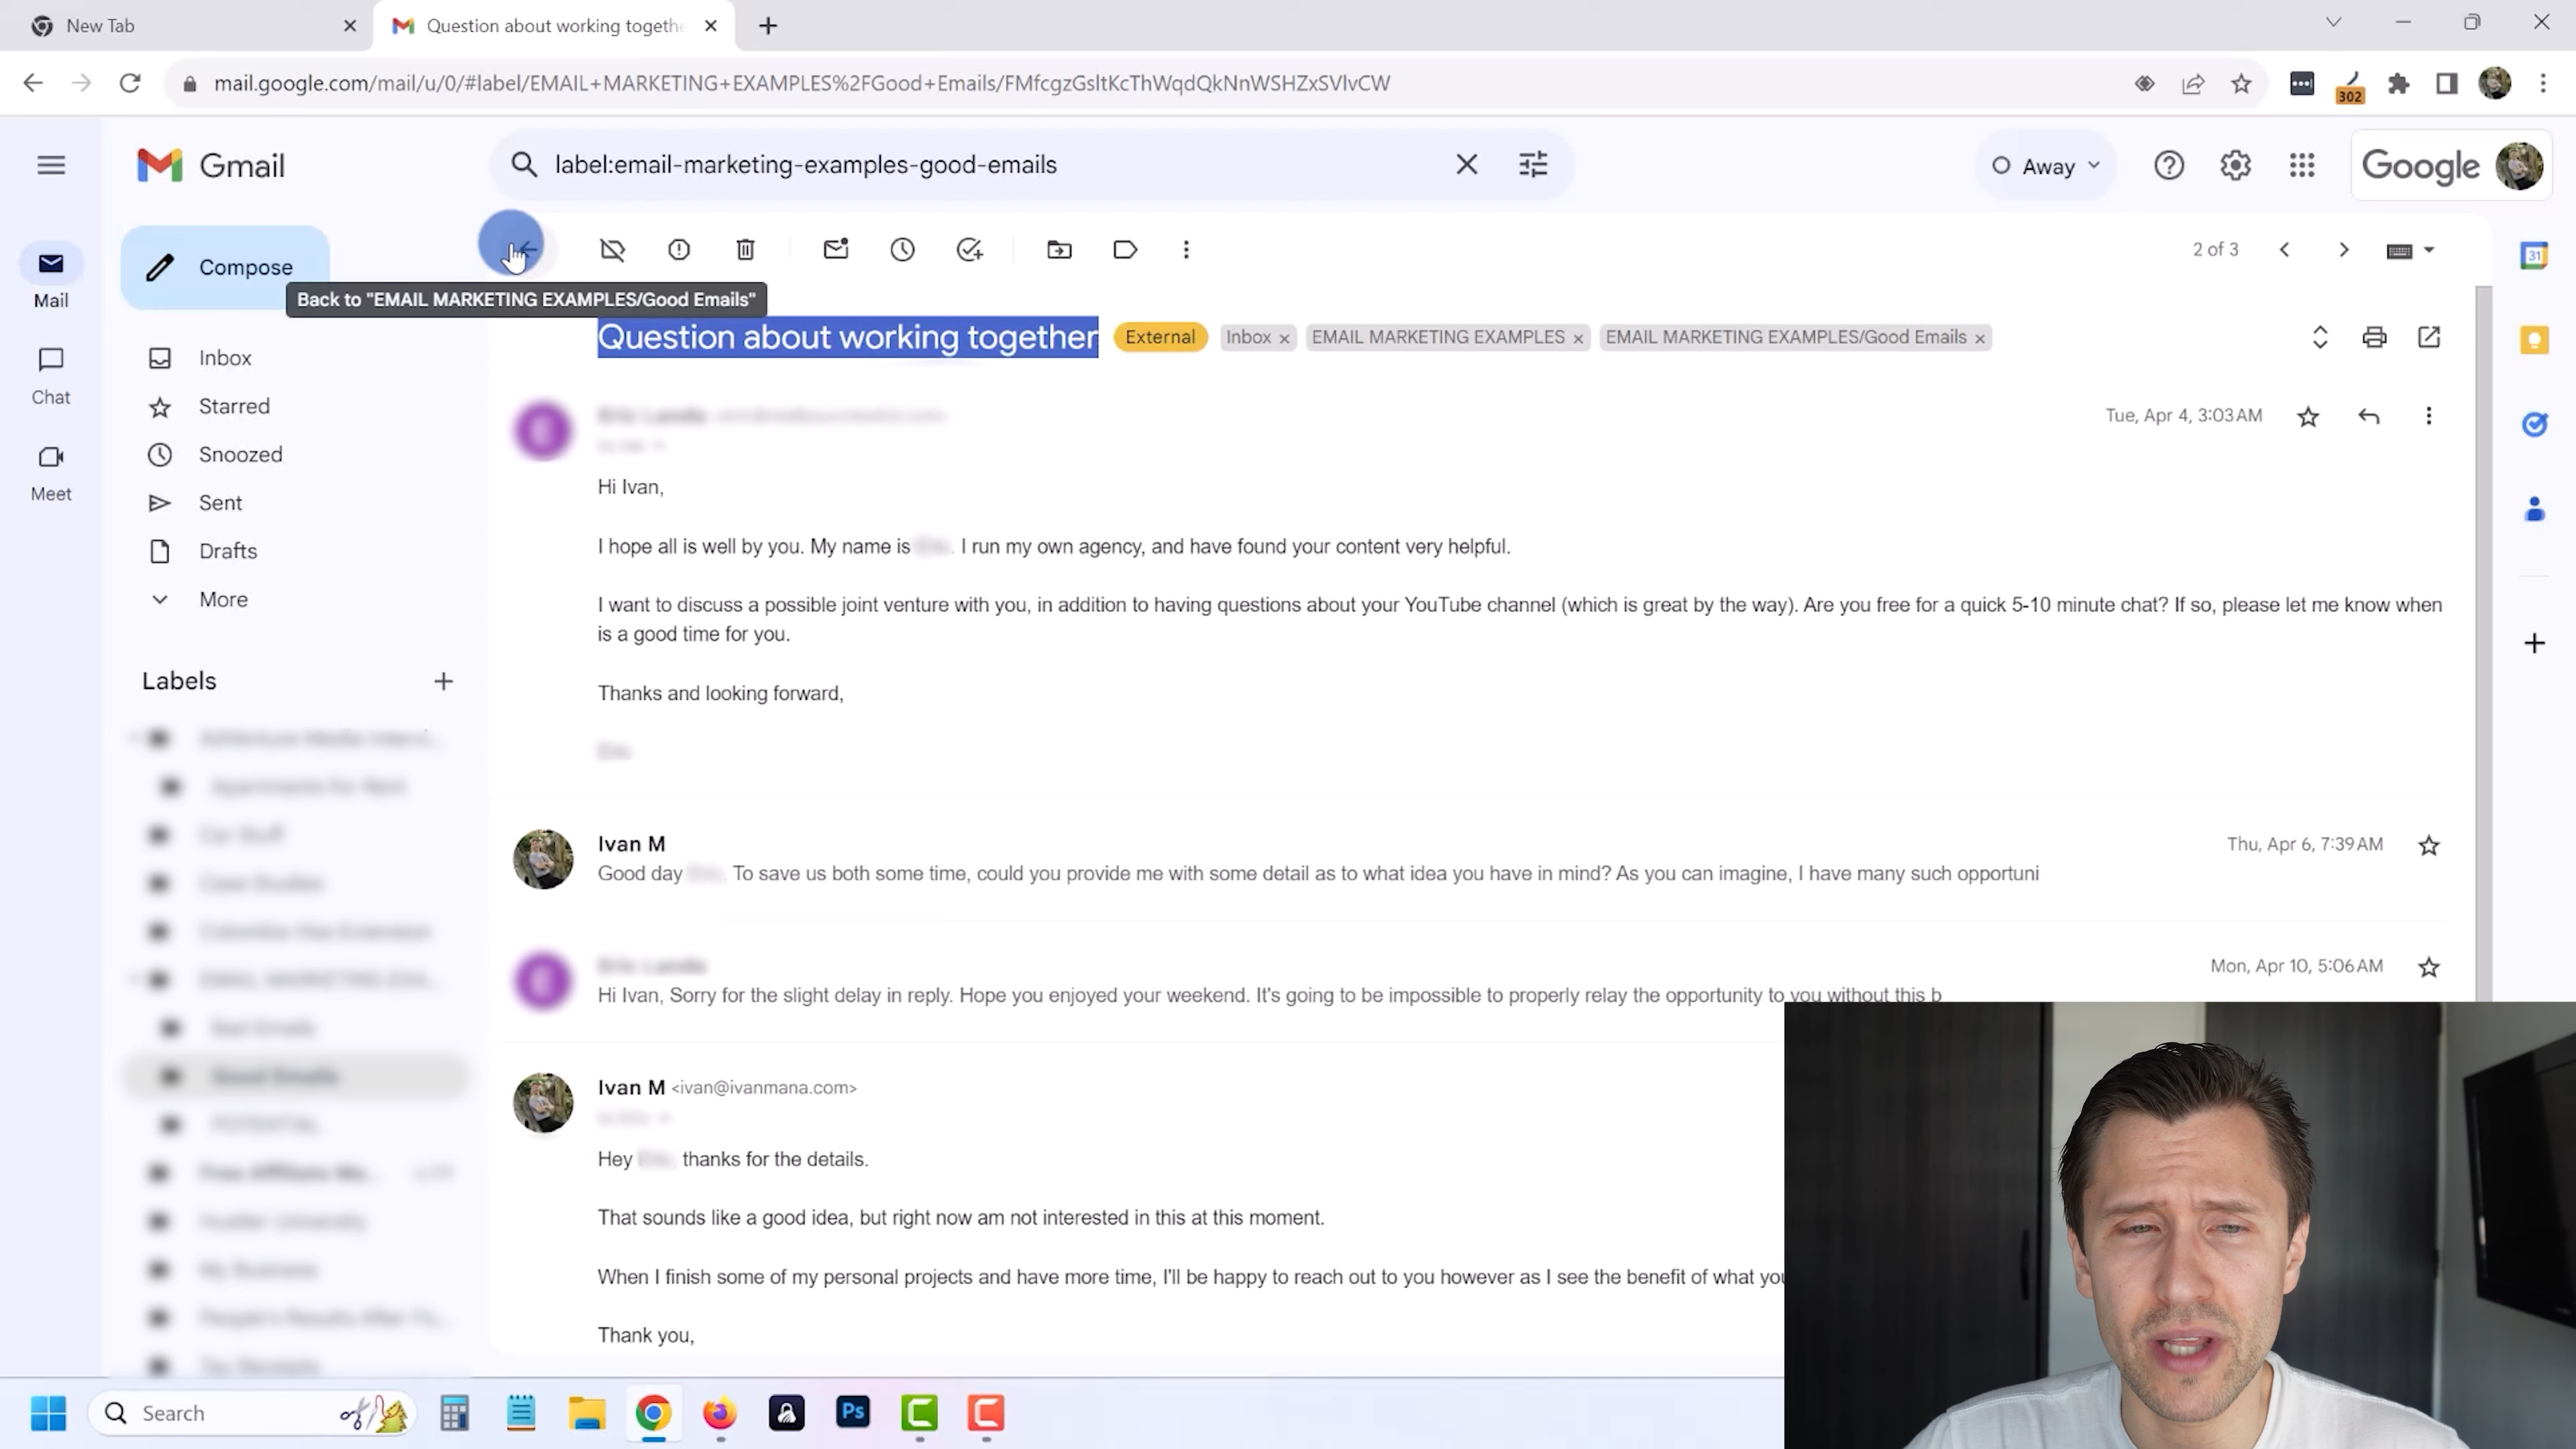 New Tab
Question about working togethe
mail.google.com/mail/u/0/#label/EMAIL+MARKETING+EXAMPLES%2FGood+Emails/FMfcgzGsltKcThWqdQkNnWSHZxSVlvCW
302
Gmail
label:email-marketing-examples-good-emails
Away
Google
Compose
2 of 3
31
Mail
Back to "EMAIL MARKETING EXAMPLES/Good Emails"
Question about working together External Inbox × EMAIL MARKETING EXAMPLES × EMAIL MARKETING EXAMPLES/Good Emails ×
Inbox
Chat
Starred
Tue, Apr 4, 3:03 AM
Snoozed
Meet
Hi Ivan,
Sent
Drafts
I hope all is well by you. My name is . I run my own agency, and have found your content very helpful.
More
I want to discuss a possible joint venture with you, in addition to having questions about your YouTube channel (which is great by the way). Are you free for a quick 5-10 minute chat? If so, please let me know when
is a good time for you.
Labels
Thanks and looking forward,
Ivan M
Thu, Apr 6, 7:39 AM
Good day . To save us both some time, could you provide me with some detail as to what idea you have in mind? As you can imagine, I have many such opportuni
Mon, Apr 10, 5:06 AM
Hi Ivan, Sorry for the slight delay in reply. Hope you enjoyed your weekend. It's going to be impossible to properly relay the opportunity to you without this b
Ivan M <ivan@ivanmana.com>
Hey thanks for the details.
That sounds like a good idea, but right now am not interested in this at this moment.
When I finish some of my personal projects and have more time, I'll be happy to reach out to you however as I see the benefit of what you
Thank you,
Search
Ps